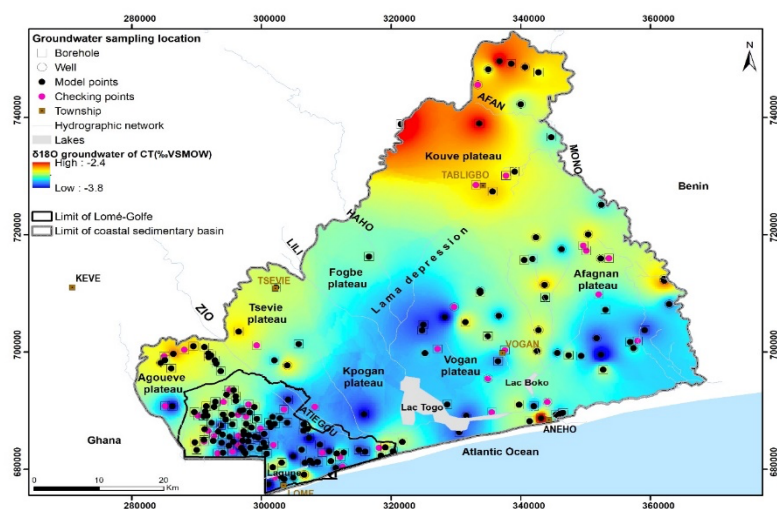 280000 300000 320000 340000 360000
Groundwater sampling location
Borehole
Well
Model points
Checking points
Township
Hydrographic network
Lakes
δ18O groundwater of CT(‰VSMOW)
High : -2.4
Low : -3.8
Limit of Lomé-Golfe
Limit of coastal sedimentary basin
N
740000
740000
720000
720000
700000
700000
680000
680000
AFAN
Kouve plateau
TABLIGBO
MONO
Benin
HAHO
LILI
Fogbe
plateau
Lama depression
Afagnan
plateau
KEVE
TSEVIE
ZIO
Tsevie
plateau
Agoueve
plateau
Kpogan
plateau
Vogan
plateau
VOGAN
Lac Boko
Lac Togo
ATIEGOU
ANEHO
Ghana
Atlantic Ocean
Lagune
LOME
0 10 20
Km
280000 300000 320000 340000 360000